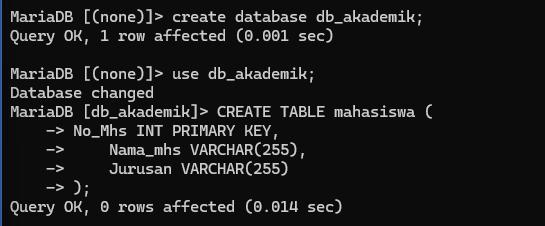 MariaDB [(none)]> create database db_akademik;
Query OK, 1 row affected (0.001 sec)

MariaDB [(none)]> use db_akademik;
Database changed
MariaDB [db_akademik]> CREATE TABLE mahasiswa (
    -> No_Mhs INT PRIMARY KEY,
    ->     Nama_mhs VARCHAR(255),
    ->     Jurusan VARCHAR(255)
    -> );
Query OK, 0 rows affected (0.014 sec)